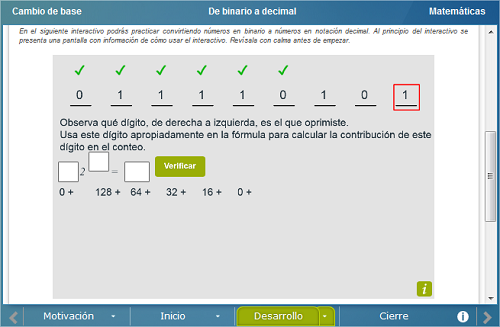 Cambio de base De binario a decimal Matemáticas
En el siguiente interactivo podrás practicar convirtiendo números en binario a números en notación decimal. Al principio del interactivo se
presenta una pantalla con información de cómo usar el interactivo. Revísala con calma antes de empezar.
0 1 1 1 1 0 1 0 1
Observa qué dígito, de derecha a izquierda, es el que oprimiste.
Usa este dígito apropiadamente en la fórmula para calcular la contribución de este
dígito en el conteo.
2 = Verificar
0 + 128 + 64 + 32 + 16 + 0 +
i
Motivación Inicio Desarrollo Cierre i